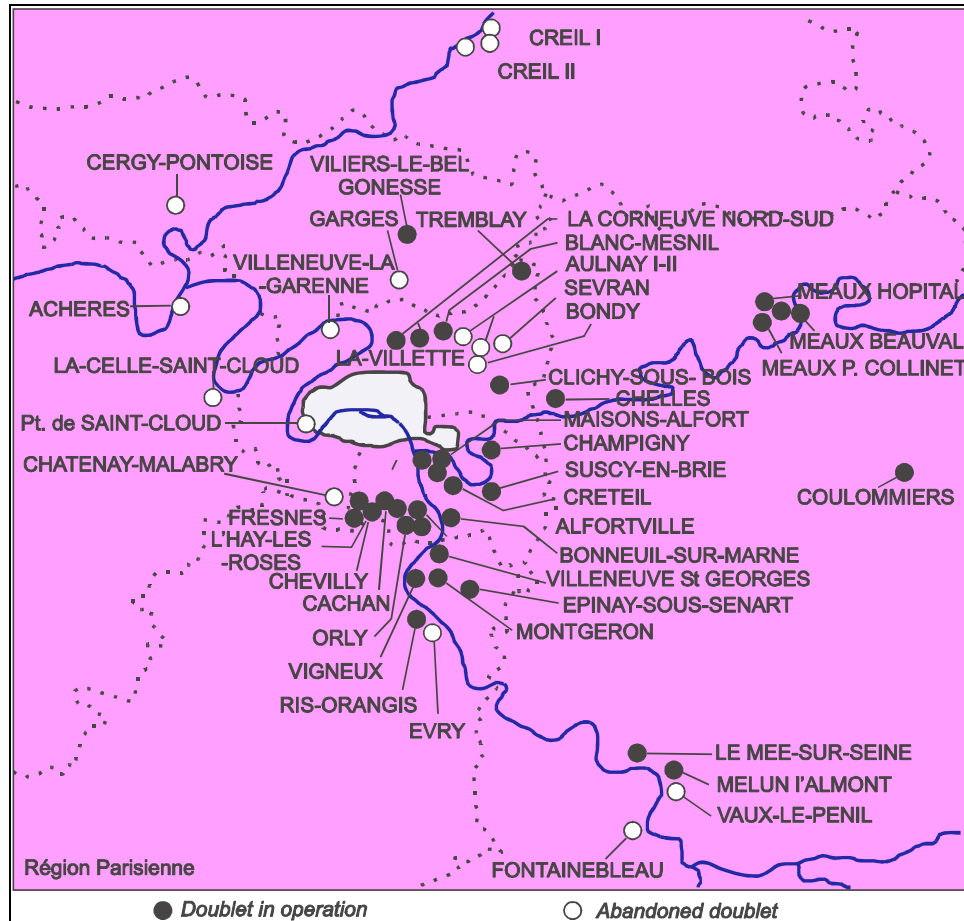 CREIL I
CREIL II
CERGY-PONTOISE
VILIERS-LE-BEL
GONESSE
GARGES
TREMBLAY
LA CORNEUVE NORD-SUD
BLANC-MESNIL
AULNAY I-II
SEVRAN
BONDY
VILLENEUVE-LA
-GARENNE
ACHERES
MEAUX HOPITAL
MEAUX BEAUVAL
MEAUX P. COLLINET
LA-VILLETTE
LA-CELLE-SAINT-CLOUD
CLICHY-SOUS- BOIS
CHELLES
Pt. de SAINT-CLOUD
MAISONS-ALFORT
CHAMPIGNY
CHATENAY-MALABRY
SUSCY-EN-BRIE
COULOMMIERS
CRETEIL
FRESNES
ALFORTVILLE
L'HAY-LES
-ROSES
BONNEUIL-SUR-MARNE
CHEVILLY
VILLENEUVE St GEORGES
CACHAN
EPINAY-SOUS-SENART
ORLY
MONTGERON
VIGNEUX
RIS-ORANGIS
EVRY
LE MEE-SUR-SEINE
MELUN l'ALMONT
VAUX-LE-PENIL
FONTAINEBLEAU
Région Parisienne
Doublet in operation
Abandoned doublet